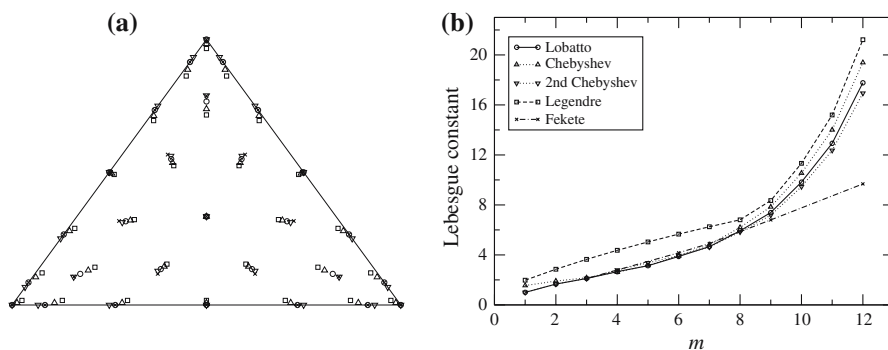 (a)
(b)
Lebesgue constant
20
16
12
8
4
0
Lobatto
Chebyshev
2nd Chebyshev
Legendre
Fekete
0 2 4 6 8 10 12
m